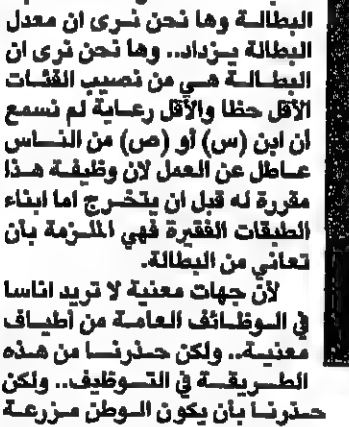 البطالة وها نحن نرى ان معدل
البطالة يزداد.. وها نحن نرى ان
البطالة هي من نصيب الفئات
الأقل حظا والأقل رعاية لم نسمع
أن ابن (س) أو (ص) من الناس
عاطل عن العمل لان وظيفة هذا
مقررة له قبل ان يتخرج اما ابناء
الطبقات الفقيرة فهي الملزمة بأن
تعاني من البطالة.
لأن جهات معنية لا تريد اناسا
في الوظائف العامة من أطياف
معنية.. ولكن حذرنا من هذه
الطريقة في التوظيف.. ولكن
حذرنا بأن يكون الوطن مزرعة